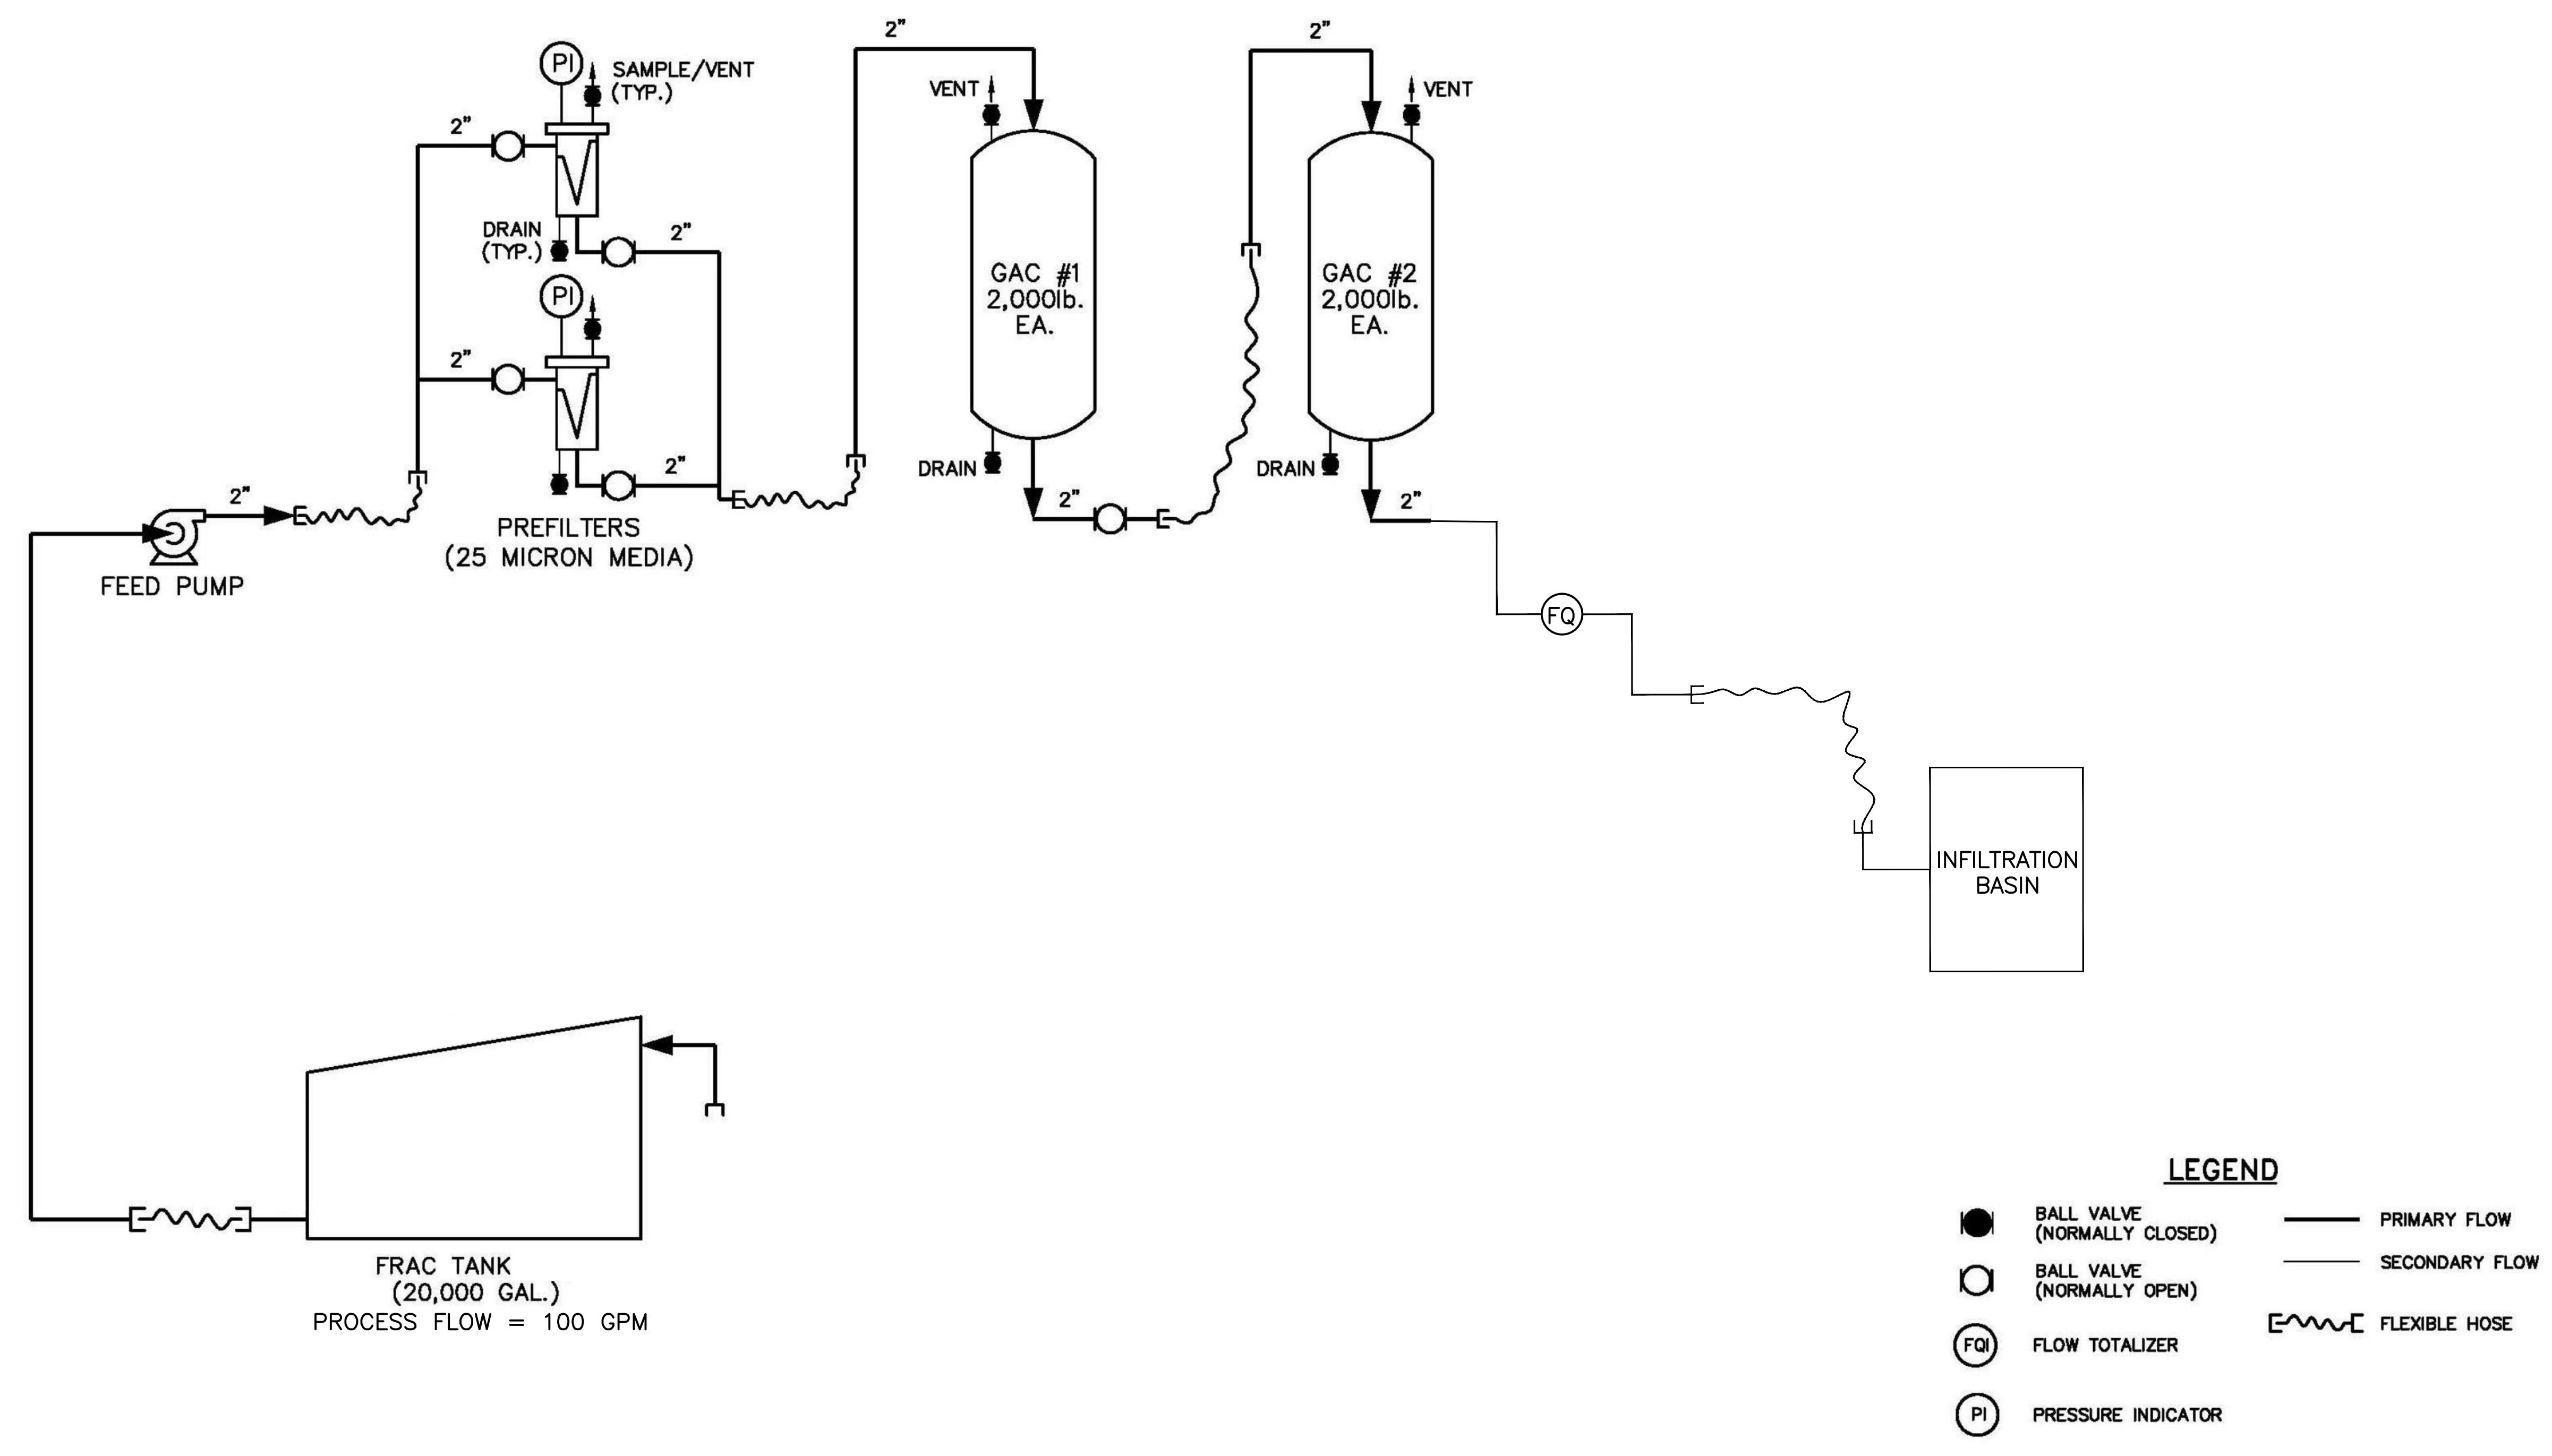 2"
2"
PI
SAMPLE/VENT
(TYP.)
VENT
VENT
2"
DRAIN
(TYP.)
2"
GAC #1
2,000lb.
EA.
GAC #2
2,000lb.
EA.
PI
2"
2"
DRAIN
DRAIN
2"
2"
2"
PREFILTERS
(25 MICRON MEDIA)
FEED PUMP
FQ
INFILTRATION
BASIN
FRAC TANK
(20,000 GAL.)
PROCESS FLOW = 100 GPM
LEGEND
BALL VALVE
(NORMALLY CLOSED)
PRIMARY FLOW
BALL VALVE
(NORMALLY OPEN)
SECONDARY FLOW
FQI
FLOW TOTALIZER
FLEXIBLE HOSE
PI
PRESSURE INDICATOR